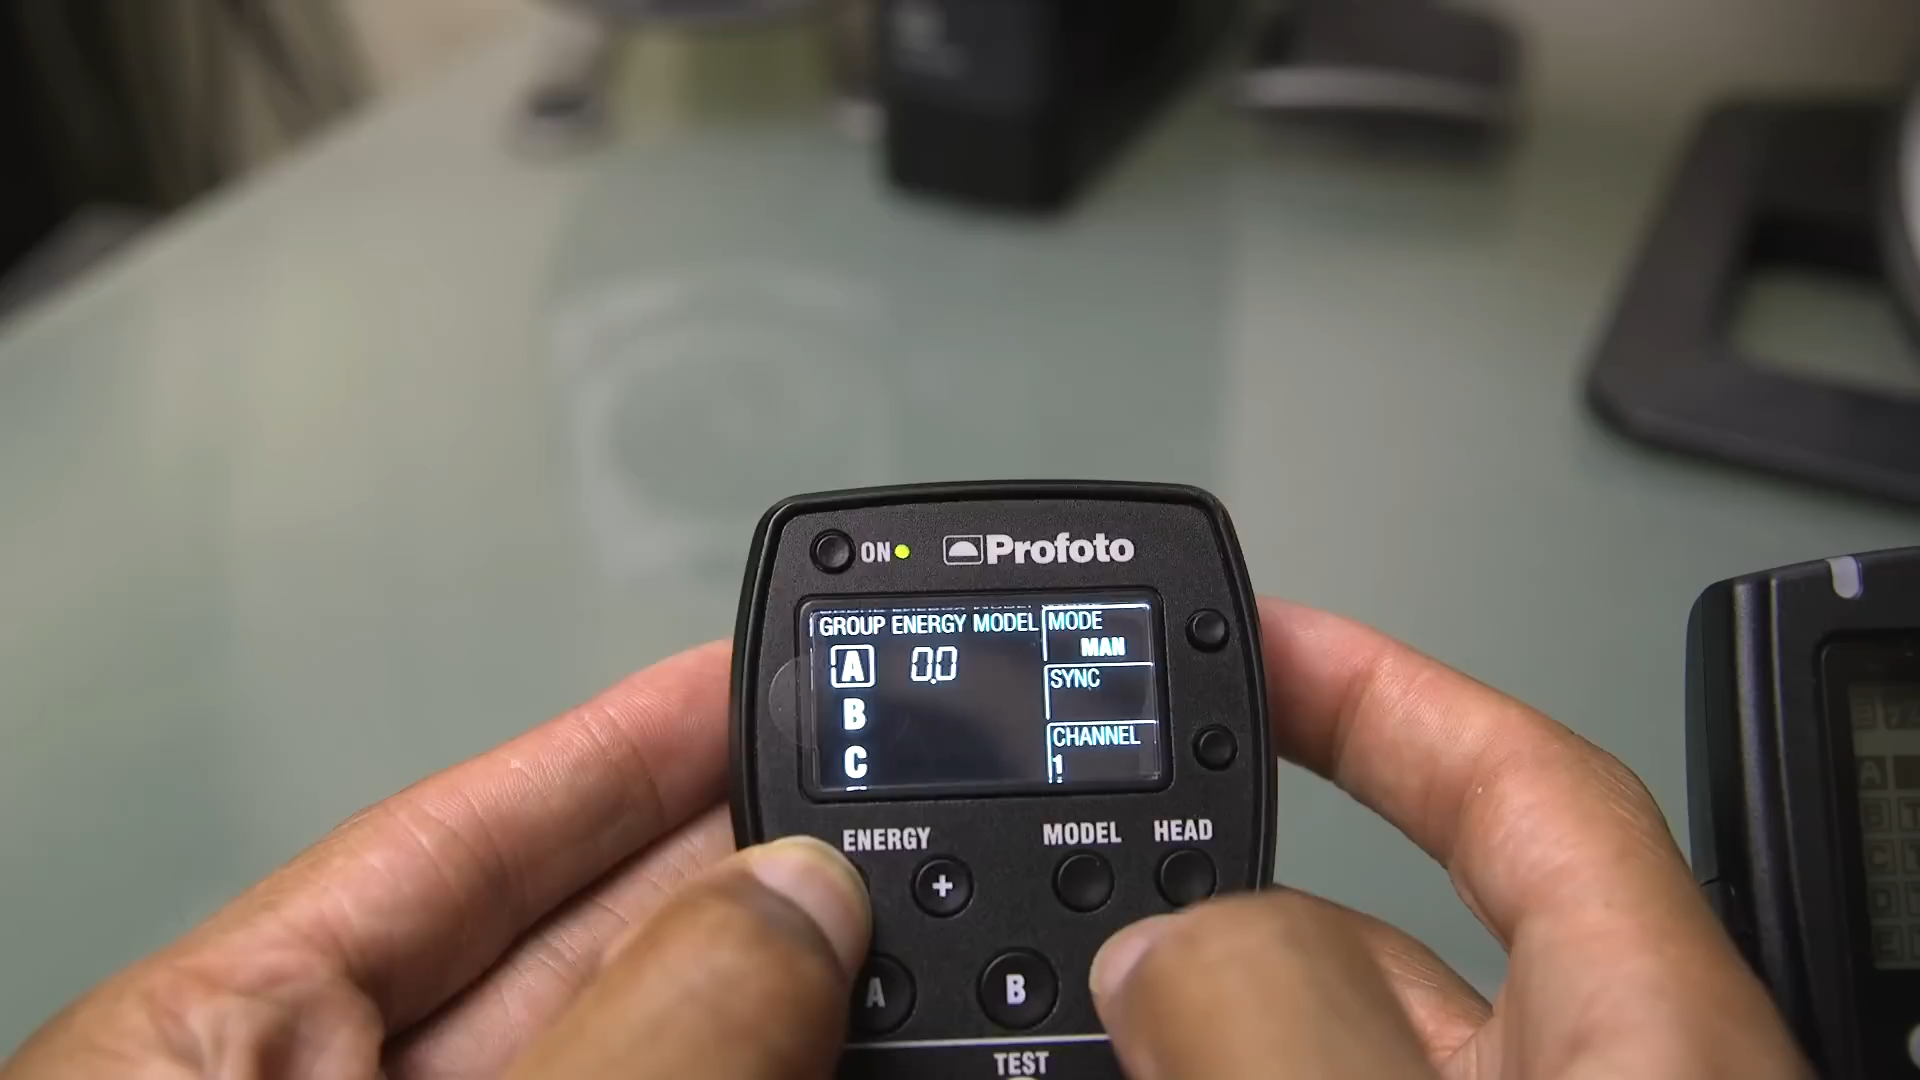 ON Profoto
GROUP ENERGY MODEL MODE
MAN
A 0.0
SYNC
B
CHANNEL
C 1
ENERGY MODEL HEAD
+
A B
TEST